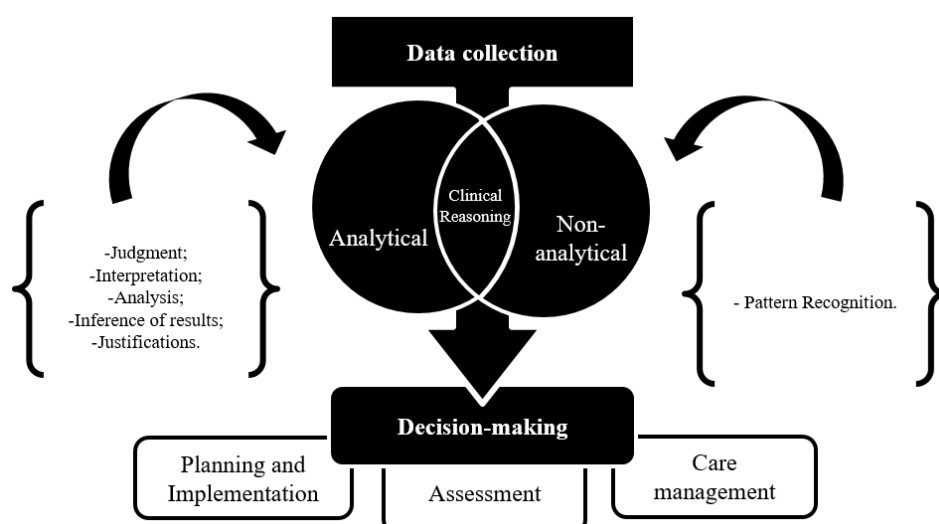 Data collection
Clinical
Reasoning
Analytical
Non-
analytical
-Judgment;
-Interpretation;
-Analysis;
-Inference of results;
-Justifications.
- Pattern Recognition.
Decision-making
Planning and
Implementation
Assessment
Care
management